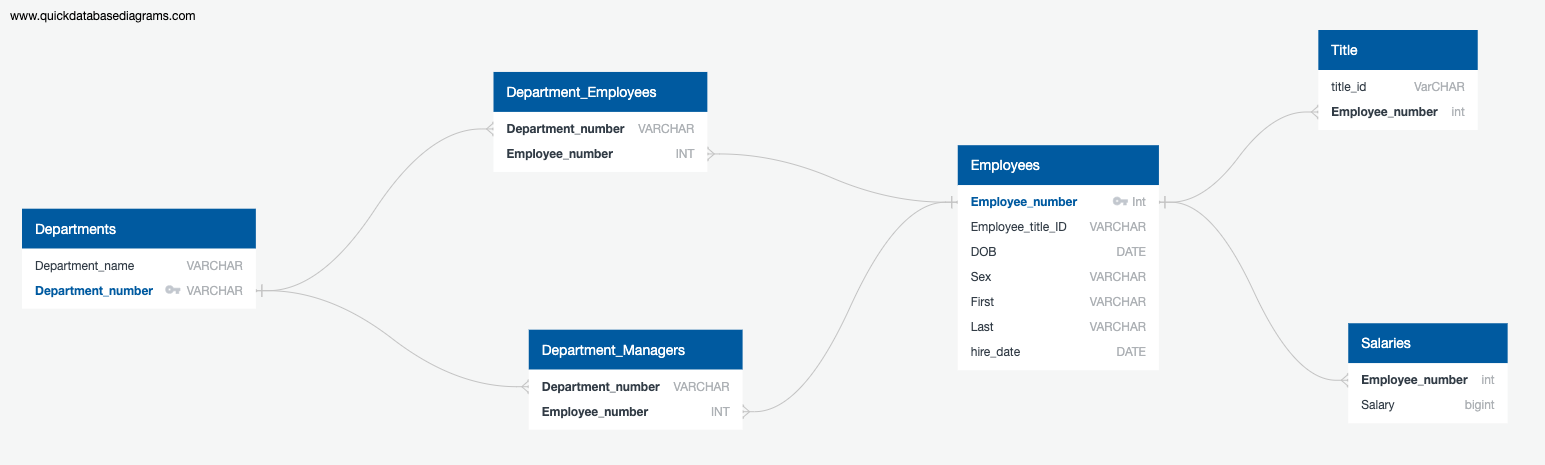 www.quickdatabasediagrams.com
Departments
Department_name VARCHAR
Department_number VARCHAR
Department_Employees
Department_number VARCHAR
Employee_number INT
Department_Managers
Department_number VARCHAR
Employee_number INT
Employees
Employee_number Int
Employee_title_ID VARCHAR
DOB DATE
Sex VARCHAR
First VARCHAR
Last VARCHAR
hire_date DATE
Title
title_id VarCHAR
Employee_number int
Salaries
Employee_number int
Salary bigint